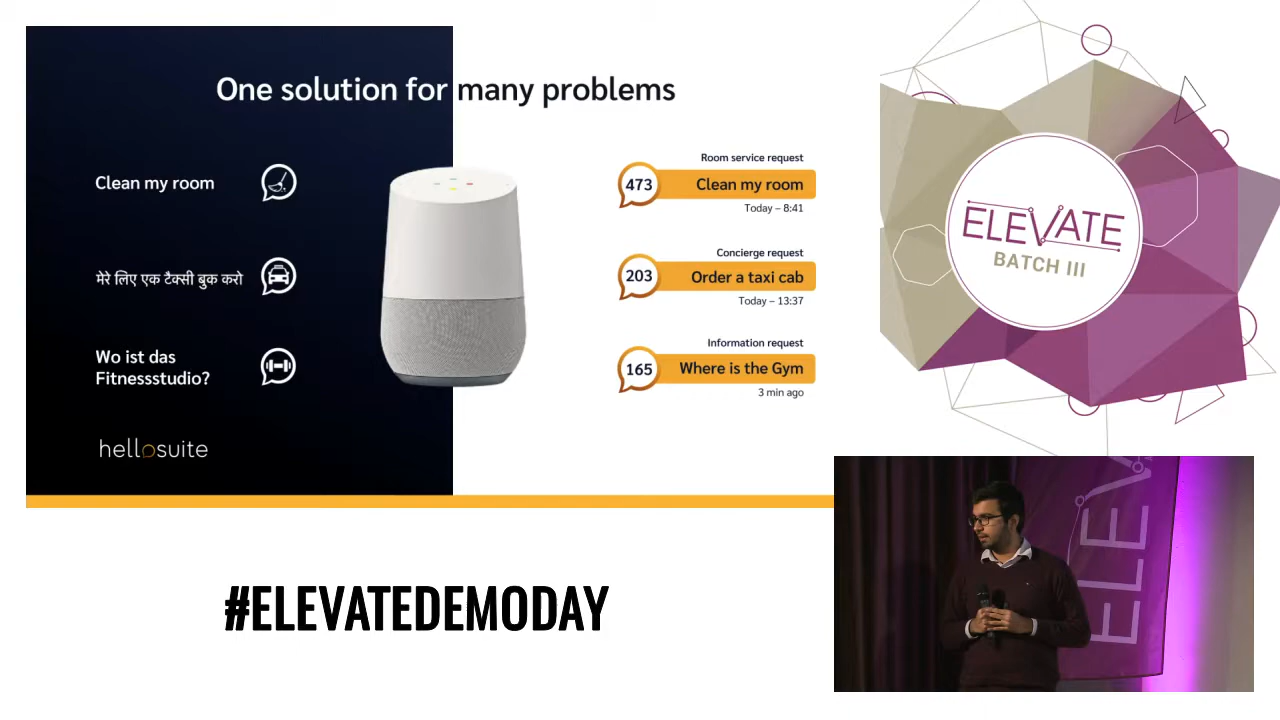 One solution for many problems
Clean my room
मेरे लिए एक टैक्सी बुक करो
Wo ist das
Fitnessstudio?
hellosuite
Room service request
473
Clean my room
Today – 8:41
Concierge request
203
Order a taxi cab
Today – 13:37
Information request
165
Where is the Gym
3 min ago
ELEVATE
BATCH III
#ELEVATEDEMODAY
ELEV